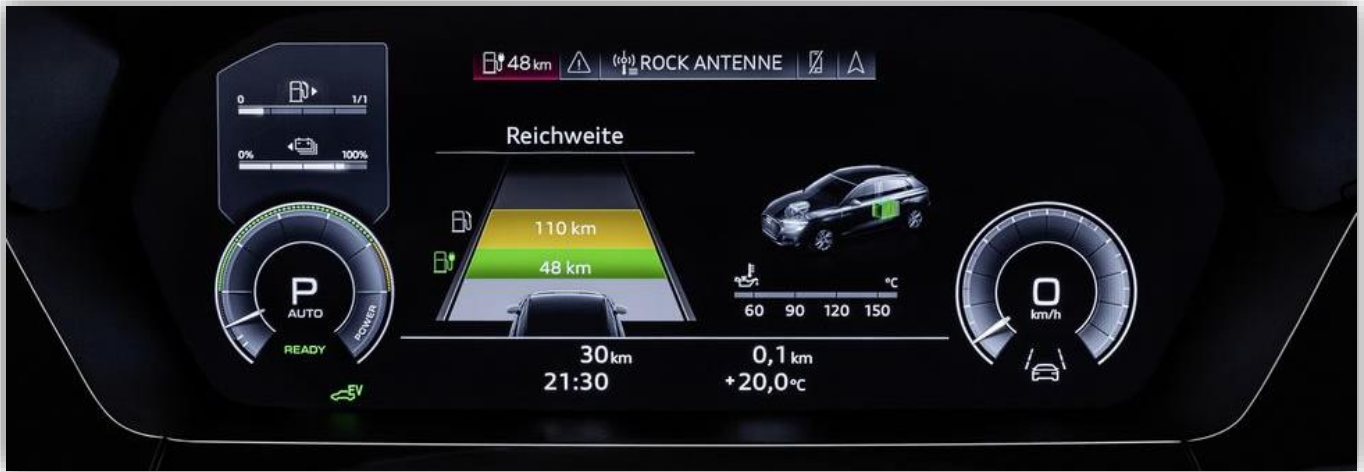 48 km
ROCK ANTENNE
0 1/1
0% 100%
Reichweite
110 km
48 km
°C
60 90 120 150
P
AUTO
POWER
READY
EV
0
km/h
30 km 0,1 km
21:30 +20,0 °C